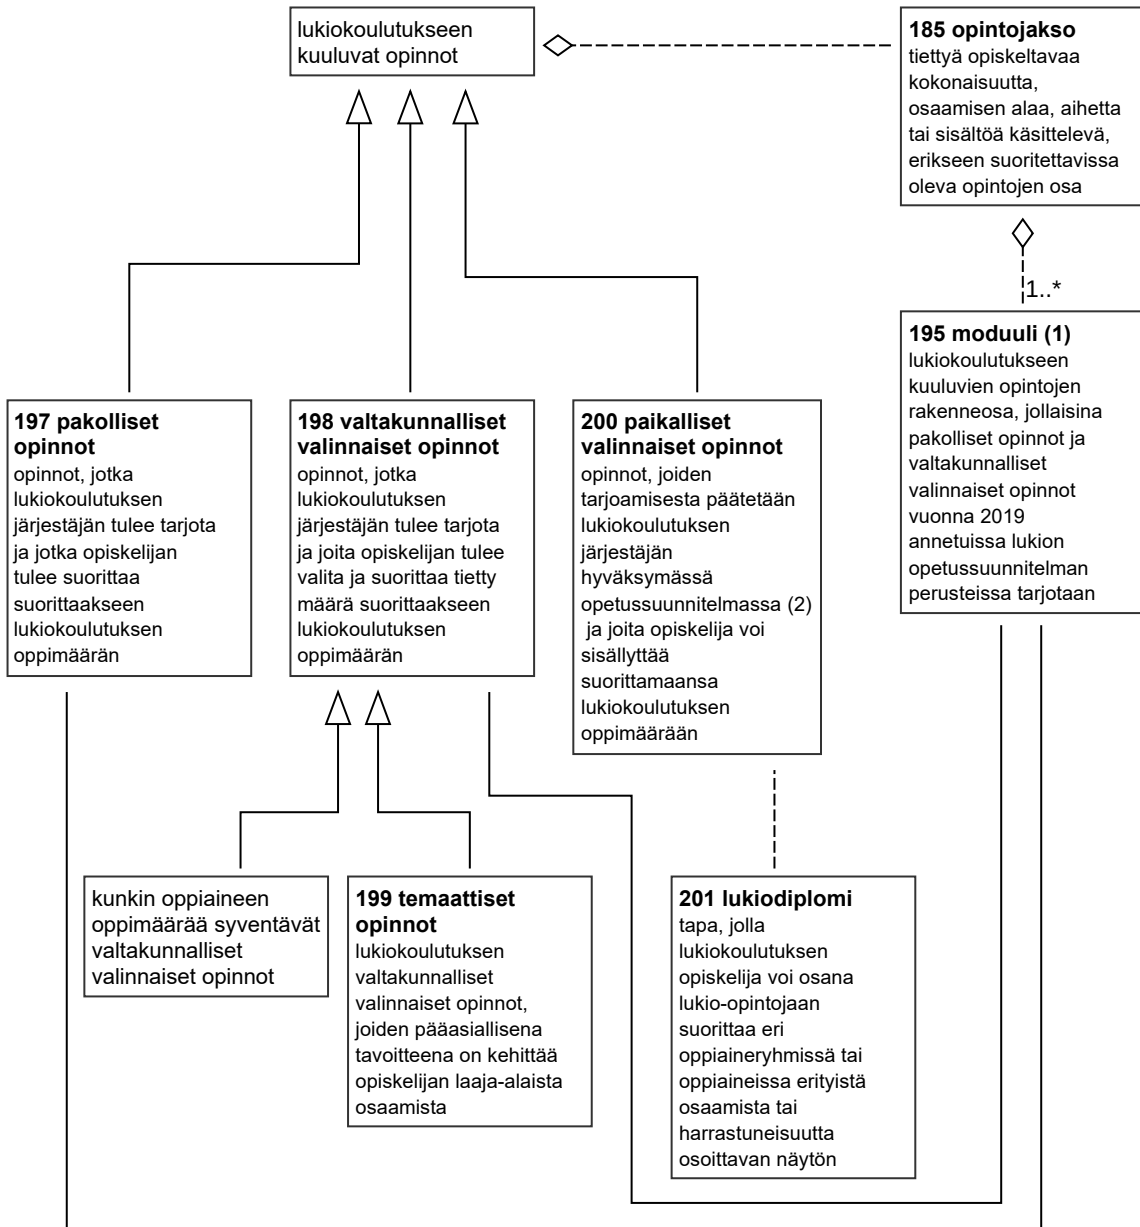 lukiokoulutukseen
kuuluvat opinnot
185 opintojakso
tiettyä opiskeltavaa
kokonaisuutta,
osaamisen alaa, aihetta
tai sisältöä käsittelevä,
erikseen suoritettavissa
oleva opintojen osa
1..*
195 moduuli (1)
lukiokoulutukseen
kuuluvien opintojen
rakenneosa, jollaisina
pakolliset opinnot ja
valtakunnalliset
valinnaiset opinnot
vuonna 2019
annetuissa lukion
opetussuunnitelman
perusteissa tarjotaan
197 pakolliset
opinnot
opinnot, jotka
lukiokoulutuksen
järjestäjän tulee tarjota
ja jotka opiskelijan
tulee suorittaa
suorittaakseen
lukiokoulutuksen
oppimäärän
198 valtakunnalliset
valinnaiset opinnot
opinnot, jotka
lukiokoulutuksen
järjestäjän tulee tarjota
ja joita opiskelijan tulee
valita ja suorittaa tietty
määrä suorittaakseen
lukiokoulutuksen
oppimäärän
200 paikalliset
valinnaiset opinnot
opinnot, joiden
tarjoamisesta päätetään
lukiokoulutuksen
järjestäjän
hyväksymässä
opetussuunnitelmassa (2)
ja joita opiskelija voi
sisällyttää
suorittamaansa
lukiokoulutuksen
oppimäärään
kunkin oppiaineen
oppimäärää syventävät
valtakunnalliset
valinnaiset opinnot
199 temaattiset
opinnot
lukiokoulutuksen
valtakunnalliset
valinnaiset opinnot,
joiden pääasiallisena
tavoitteena on kehittää
opiskelijan laaja-alaista
osaamista
201 lukiodiplomi
tapa, jolla
lukiokoulutuksen
opiskelija voi osana
lukio-opintojaan
suorittaa eri
oppiaineryhmissä tai
oppiaineissa erityistä
osaamista tai
harrastuneisuutta
osoittavan näytön